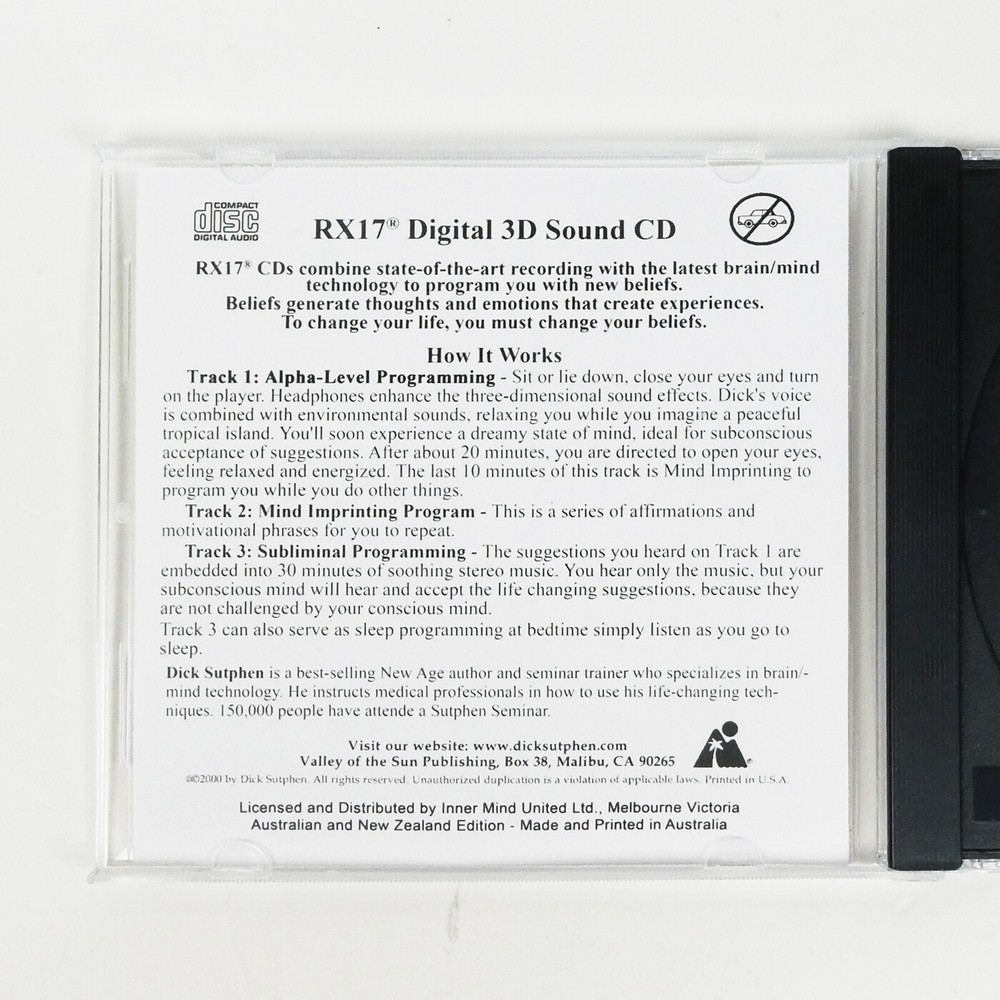 COMPACT
disc
DIGITAL AUDIO
RX17® Digital 3D Sound CD
RX17® CDs combine state-of-the-art recording with the latest brain/mind
technology to program you with new beliefs.
Beliefs generate thoughts and emotions that create experiences.
To change your life, you must change your beliefs.
How It Works
Track 1: Alpha-Level Programming - Sit or lie down, close your eyes and turn
on the player. Headphones enhance the three-dimensional sound effects. Dick's voice
is combined with environmental sounds, relaxing you while you imagine a peaceful
tropical island. You'll soon experience a dreamy state of mind, ideal for subconscious
acceptance of suggestions. After about 20 minutes, you are directed to open your eyes,
feeling relaxed and energized. The last 10 minutes of this track is Mind Imprinting to
program you while you do other things.
Track 2: Mind Imprinting Program - This is a series of affirmations and
motivational phrases for you to repeat.
Track 3: Subliminal Programming - The suggestions you heard on Track 1 are
embedded into 30 minutes of soothing stereo music. You hear only the music, but your
subconscious mind will hear and accept the life changing suggestions, because they
are not challenged by your conscious mind.
Track 3 can also serve as sleep programming at bedtime simply listen as you go to
sleep.
Dick Sutphen is a best-selling New Age author and seminar trainer who specializes in brain/-
mind technology. He instructs medical professionals in how to use his life-changing tech-
niques. 150,000 people have attende a Sutphen Seminar.
Visit our website: www.dicksutphen.com
Valley of the Sun Publishing, Box 38, Malibu, CA 90265
℗©2000 by Dick Sutphen. All rights reserved. Unauthorized duplication is a violation of applicable laws. Printed in U.S.A.
Licensed and Distributed by Inner Mind United Ltd., Melbourne Victoria
Australian and New Zealand Edition - Made and Printed in Australia